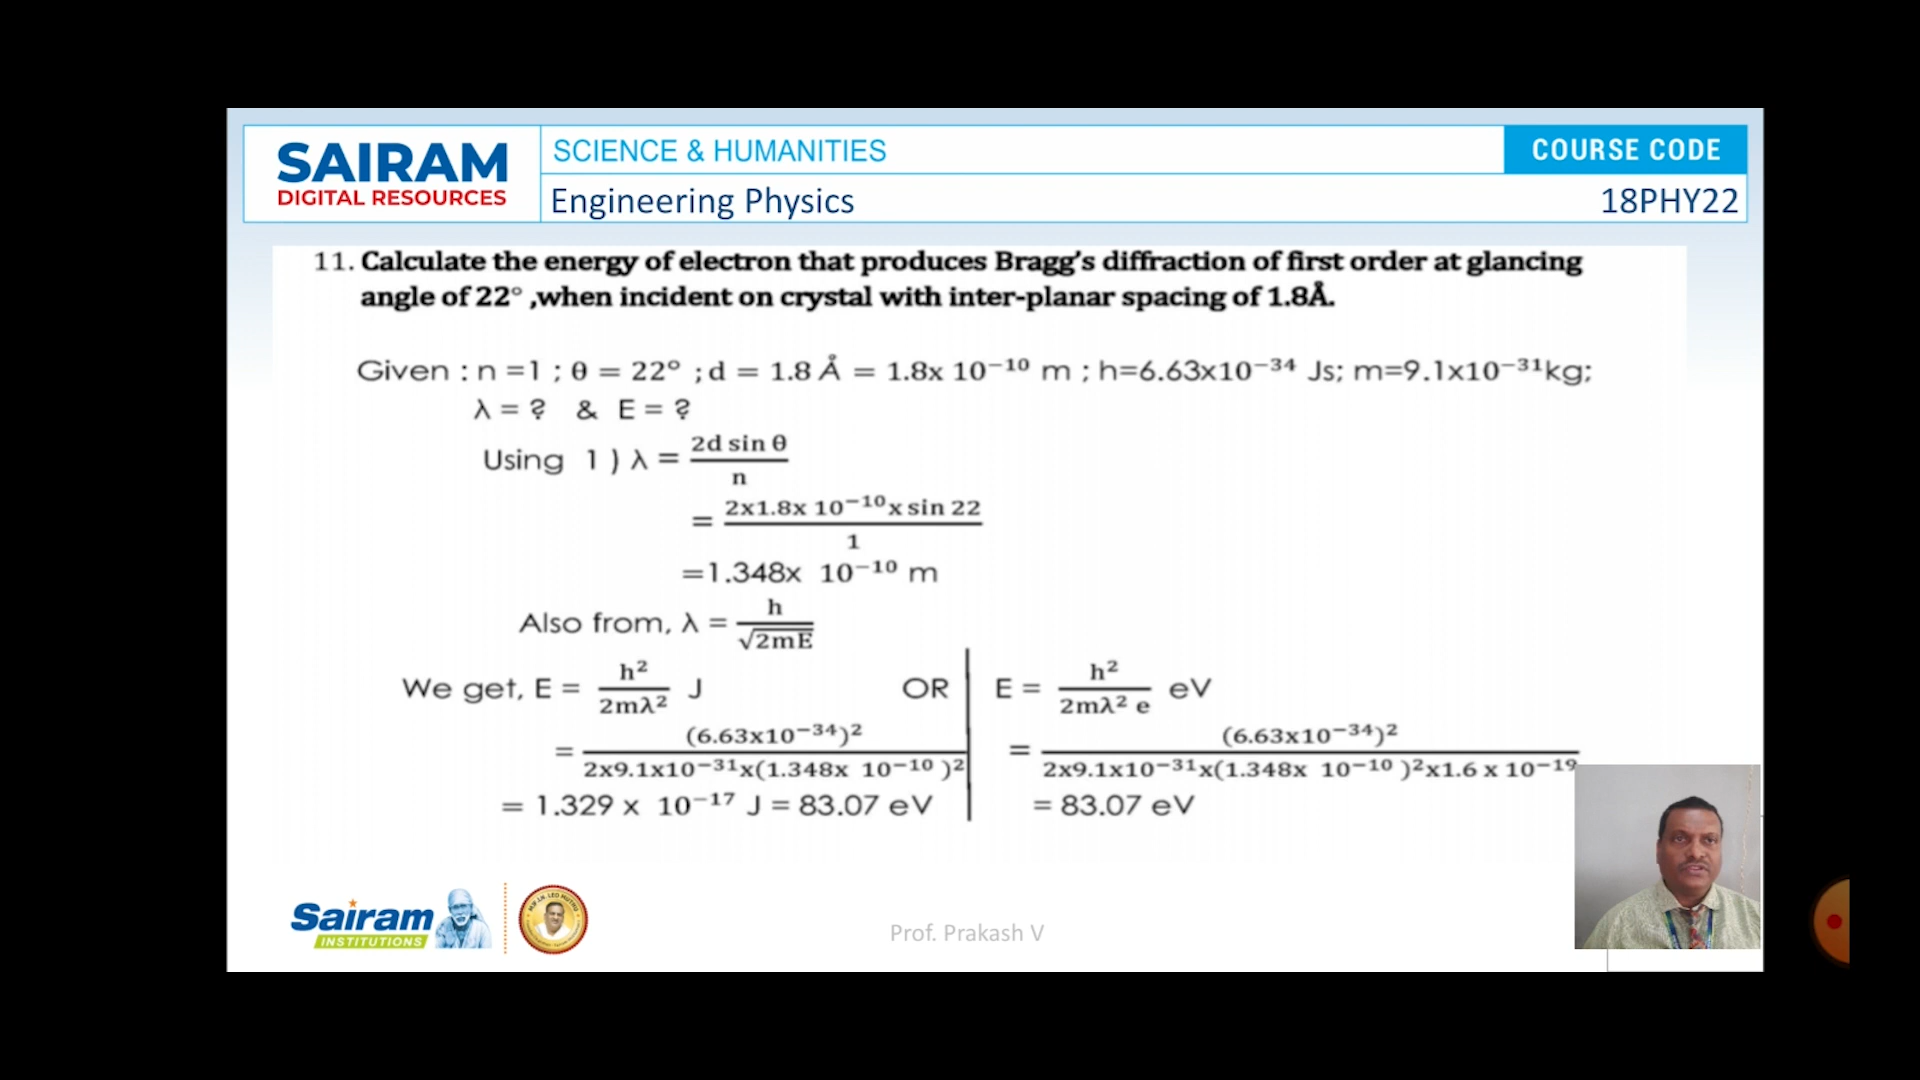 SAIRAM
DIGITAL RESOURCES
SCIENCE & HUMANITIES
COURSE CODE
Engineering Physics
18PHY22
11. Calculate the energy of electron that produces Bragg's diffraction of first order at glancing
angle of 22° ,when incident on crystal with inter-planar spacing of 1.8Å.
Given : n =1 ; θ = 22° ; d = 1.8 Å = 1.8x 10⁻¹⁰ m ; h=6.63x10⁻³⁴ Js; m=9.1x10⁻³¹kg;
λ = ? & E = ?
Using 1 ) λ = 2d sin θ / n
= 2x1.8x 10⁻¹⁰x sin 22 / 1
=1.348x 10⁻¹⁰ m
Also from, λ = h / √2mE
We get, E = h² / 2mλ² J OR E = h² / 2mλ² e eV
= (6.63x10⁻³⁴)² / 2x9.1x10⁻³¹x(1.348x 10⁻¹⁰ )² = (6.63x10⁻³⁴)² / 2x9.1x10⁻³¹x(1.348x 10⁻¹⁰ )²x1.6 x 10⁻¹⁹
= 1.329 x 10⁻¹⁷ J = 83.07 eV = 83.07 eV
Sairam
INSTITUTIONS
Prof. Prakash V